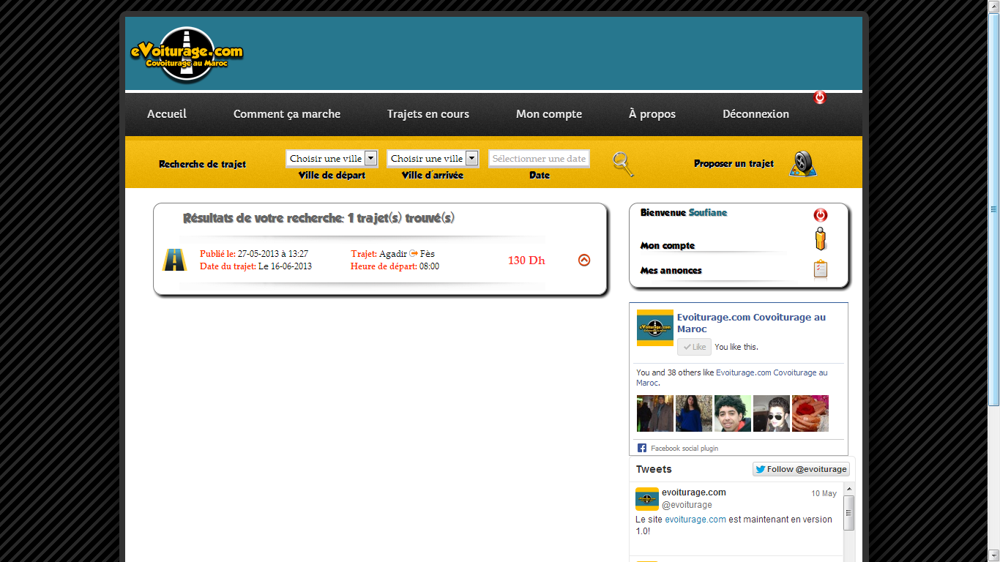 eVoiturage.com
Covoiturage au Maroc
Accueil Comment ça marche Trajets en cours Mon compte À propos Déconnexion
Recherche de trajet
Choisir une ville Choisir une ville Sélectionner une date
Ville de départ Ville d'arrivée Date
Proposer un trajet
Résultats de votre recherche: 1 trajet(s) trouvé(s)
Publié le: 27-05-2013 à 13:27 Trajet: Agadir Fès
Date du trajet: Le 16-06-2013 Heure de départ: 08:00
130 Dh
Bienvenue Soufiane
Mon compte
Mes annonces
Evoiturage.com Covoiturage au
Maroc
Like You like this.
You and 38 others like Evoiturage.com Covoiturage au
Maroc.
Facebook social plugin
Tweets Follow @evoiturage
evoiturage.com 10 May
@evoiturage
Le site evoiturage.com est maintenant en version
1.0!